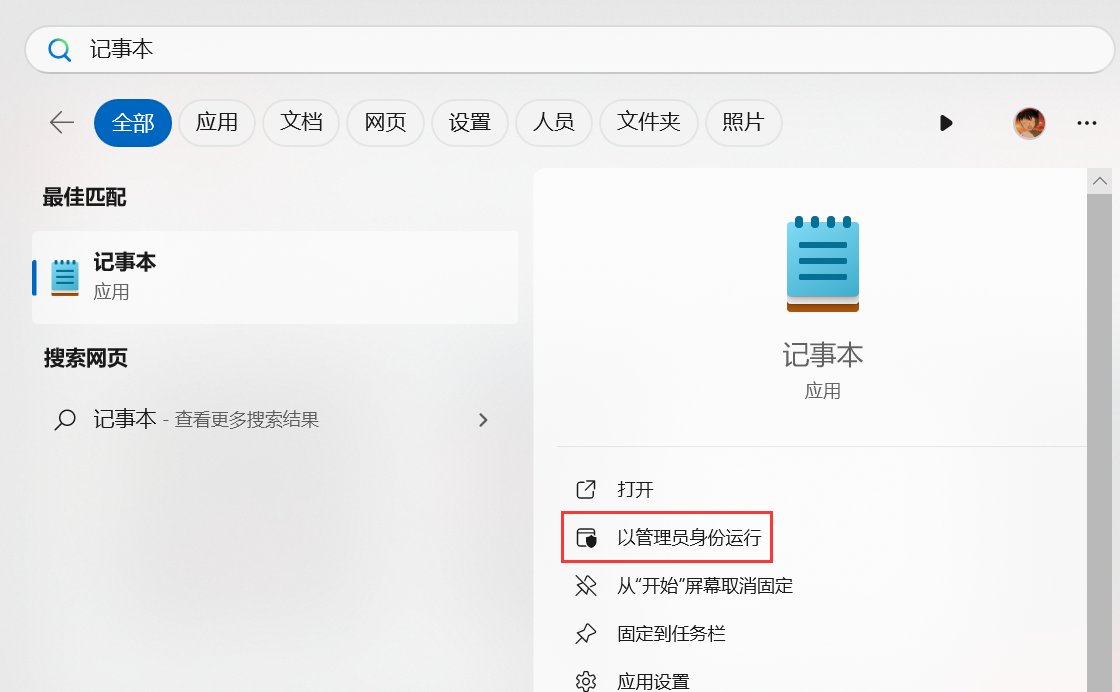 记事本
全部 应用 文档 网页 设置 人员 文件夹 照片
最佳匹配
记事本
应用
搜索网页
记事本 - 查看更多搜索结果
记事本
应用
打开
以管理员身份运行
从“开始”屏幕取消固定
固定到任务栏
应用设置